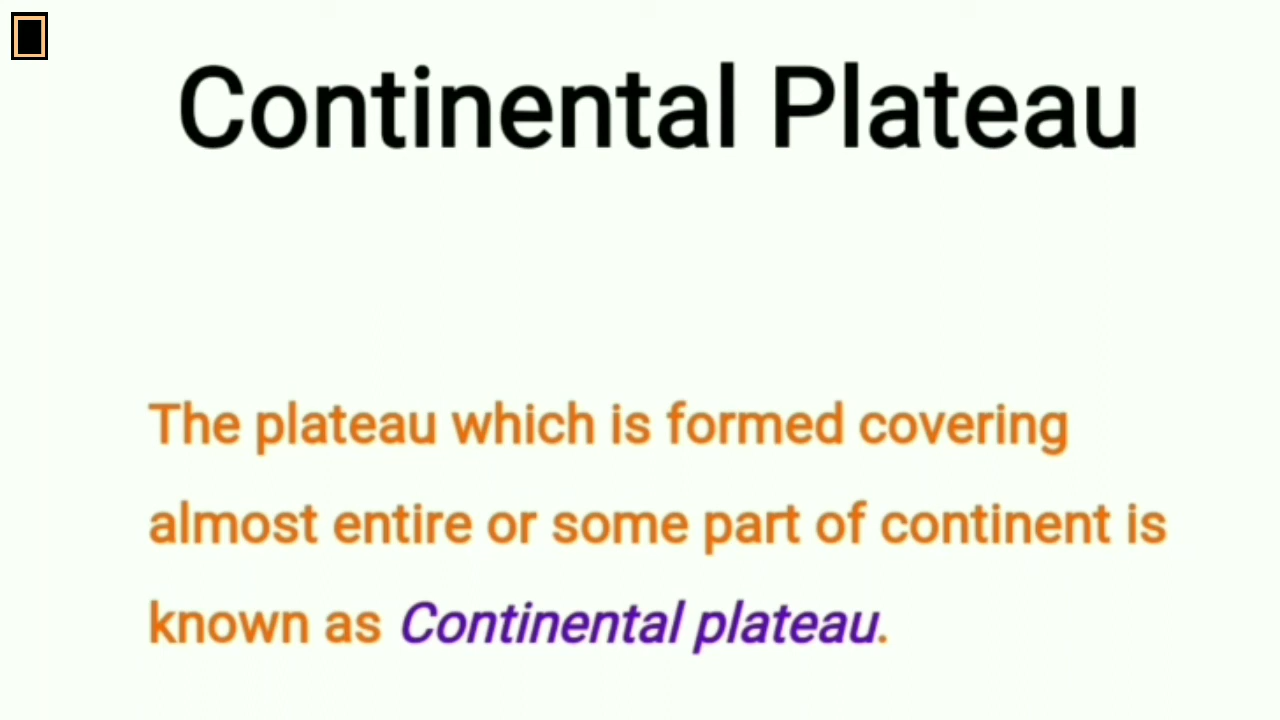 Continental Plateau
The plateau which is formed covering
almost entire or some part of continent is
known as Continental plateau.